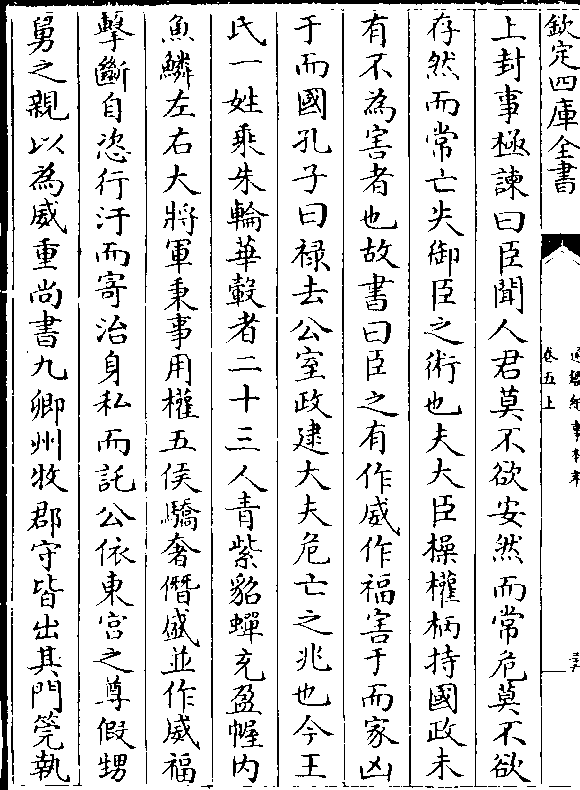 欽定四庫全書
卷五上
上封事極諫曰臣聞人君莫不欲安然而常危莫不欲
存然而常亡失御臣之術也夫大臣操權柄持國政未
有不為害者也故書曰臣之有作威作福害于而家凶
于而國孔子曰祿去公室政逮大夫危亡之兆也今王
氏一姓乘朱輪華轂者二十三人青紫貂蟬充盈幄内
魚鱗左右大將軍秉事用權五侯驕奢僭盛並作威福
擊斷自恣行汙而寄治身私而託公依東宫之尊假甥
舅之親以為威重尚書九卿州牧郡守皆出其門筦執